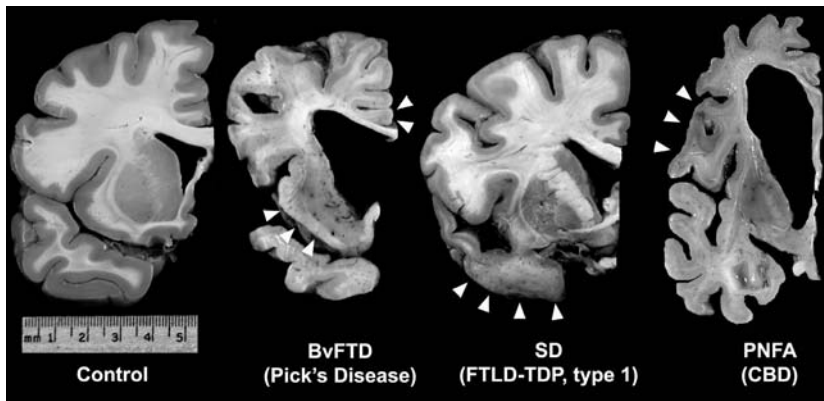 mm 1 2 3 4 5
Control
BvFTD
(Pick's Disease)
SD
(FTLD-TDP, type 1)
PNFA
(CBD)